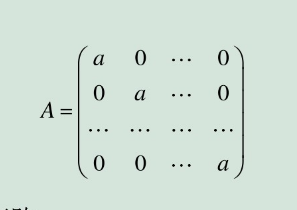 a 0 ⋯ 0
0 a ⋯ 0
A =
⋯ ⋯ ⋯ ⋯
0 0 ⋯ a